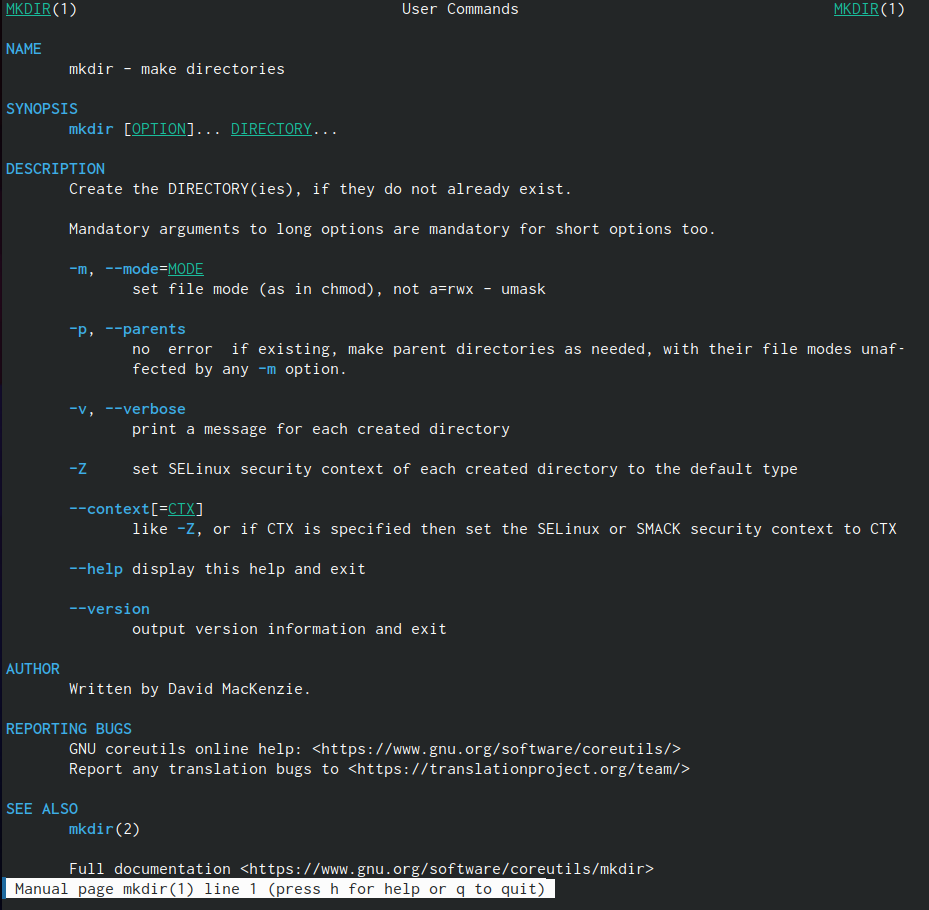 MKDIR(1) User Commands MKDIR(1)
NAME
mkdir - make directories
SYNOPSIS
mkdir [OPTION]... DIRECTORY...
DESCRIPTION
Create the DIRECTORY(ies), if they do not already exist.
Mandatory arguments to long options are mandatory for short options too.
-m, --mode=MODE
set file mode (as in chmod), not a=rwx - umask
-p, --parents
no error if existing, make parent directories as needed, with their file modes unaf-
fected by any -m option.
-v, --verbose
print a message for each created directory
-Z set SELinux security context of each created directory to the default type
--context[=CTX]
like -Z, or if CTX is specified then set the SELinux or SMACK security context to CTX
--help display this help and exit
--version
output version information and exit
AUTHOR
Written by David MacKenzie.
REPORTING BUGS
GNU coreutils online help: <https://www.gnu.org/software/coreutils/>
Report any translation bugs to <https://translationproject.org/team/>
SEE ALSO
mkdir(2)
Full documentation <https://www.gnu.org/software/coreutils/mkdir>
Manual page mkdir(1) line 1 (press h for help or q to quit)